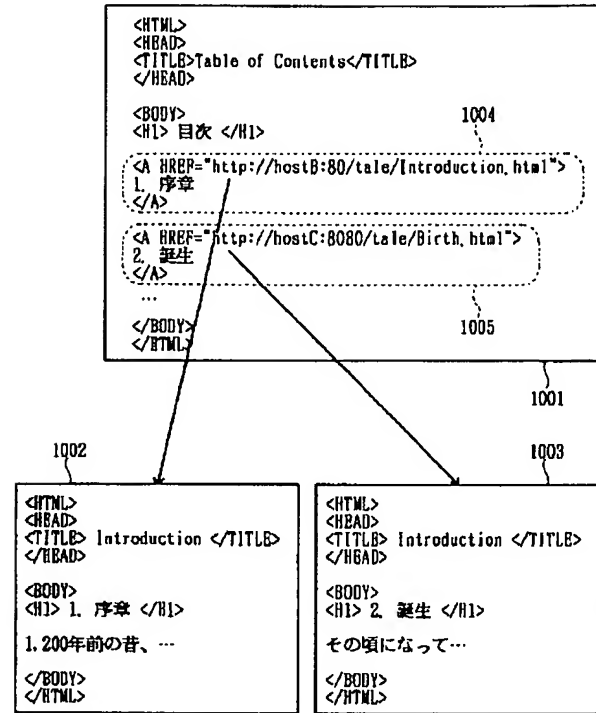 <HTML>
<HEAD>
<TITLE>Table of Contents</TITLE>
</HEAD>
<BODY>
<H1> 目次 </H1>
1004
<A HREF="http://hostB:80/tale/Introduction.html">
1. 序章
</A>
<A HREF="http://hostC:8080/tale/Birth.html">
2. 誕生
</A>
…
1005
</BODY>
</HTML>
1001
1002
<HTML>
<HEAD>
<TITLE> Introduction </TITLE>
</HEAD>
<BODY>
<H1> 1. 序章 </H1>
1.200年前の昔、…
</BODY>
</HTML>
1003
<HTML>
<HEAD>
<TITLE> Introduction </TITLE>
</HEAD>
<BODY>
<H1> 2. 誕生 </H1>
その頃になって…
</BODY>
</HTML>